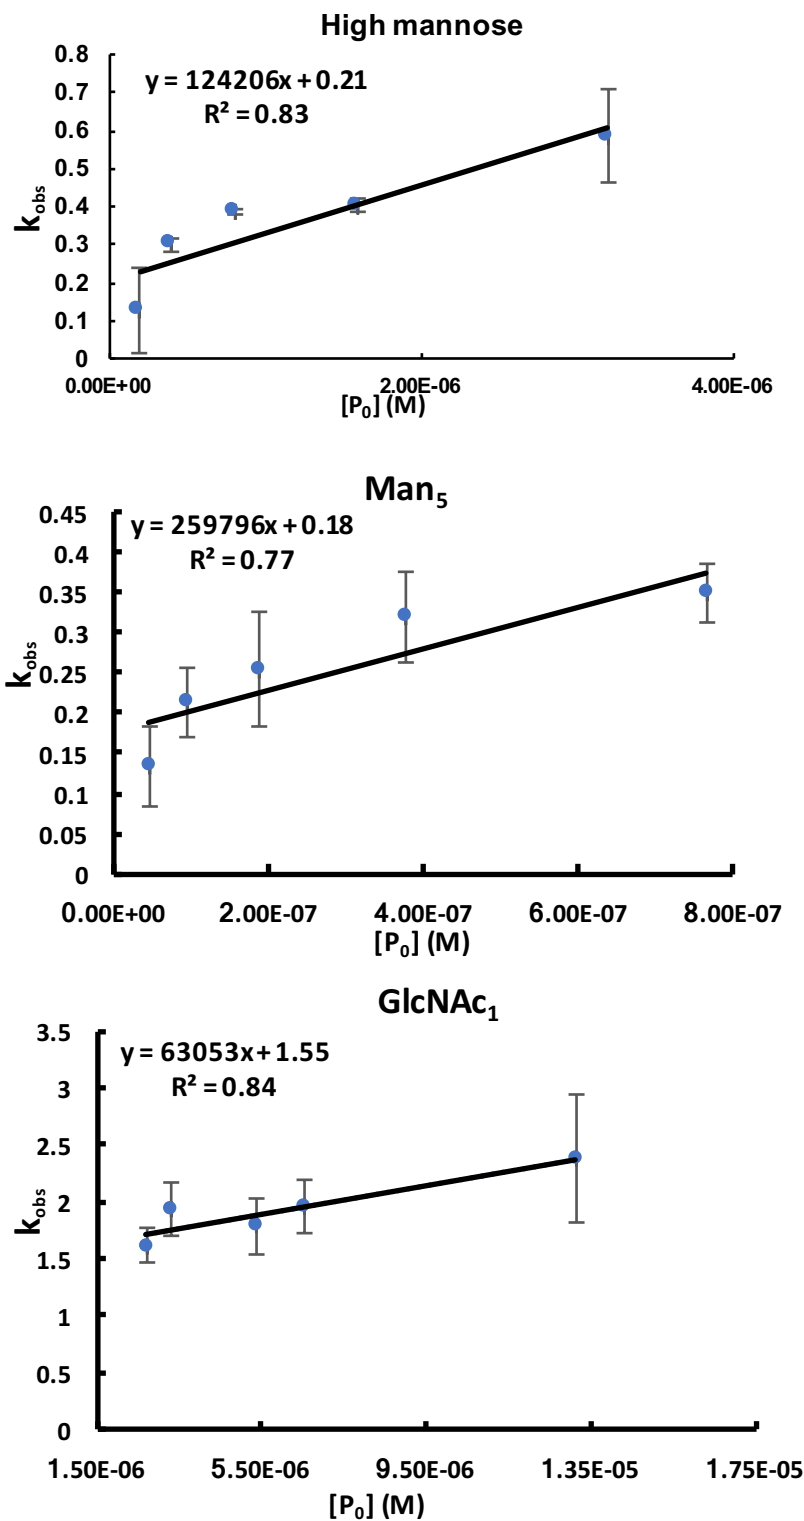 High mannose
y = 124206x + 0.21
R² = 0.83
0.8
0.7
0.6
0.5
0.4
0.3
0.2
0.1
0
kobs
0.00E+00 2.00E-06 4.00E-06
[P₀] (M)
Man₅
y = 259796x + 0.18
R² = 0.77
0.45
0.4
0.35
0.3
0.25
0.2
0.15
0.1
0.05
0
kobs
0.00E+00 2.00E-07 4.00E-07 6.00E-07 8.00E-07
[P₀] (M)
GlcNAc₁
y = 63053x + 1.55
R² = 0.84
3.5
3
2.5
2
1.5
1
0.5
0
kobs
1.50E-06 5.50E-06 9.50E-06 1.35E-05 1.75E-05
[P₀] (M)